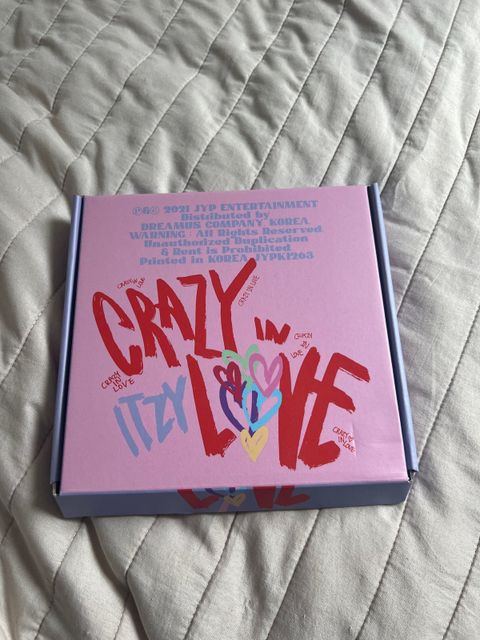 ℗&© 2021 JYP ENTERTAINMENT
Distributed by
DREAMUS COMPANY KOREA.
WARNING : All Rights Reserved.
Unauthorized Duplication
& Rent is Prohibited
Printed in KOREA JYPK1263
CRAZY IN LOVE
CRAZY IN LOVE
CRAZY IN
CRAZY IN LOVE
CRAZY IN LOVE
ITZY LOVE
CRAZY IN LOVE
LOVE